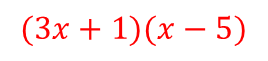 (3x + 1)(x − 5)